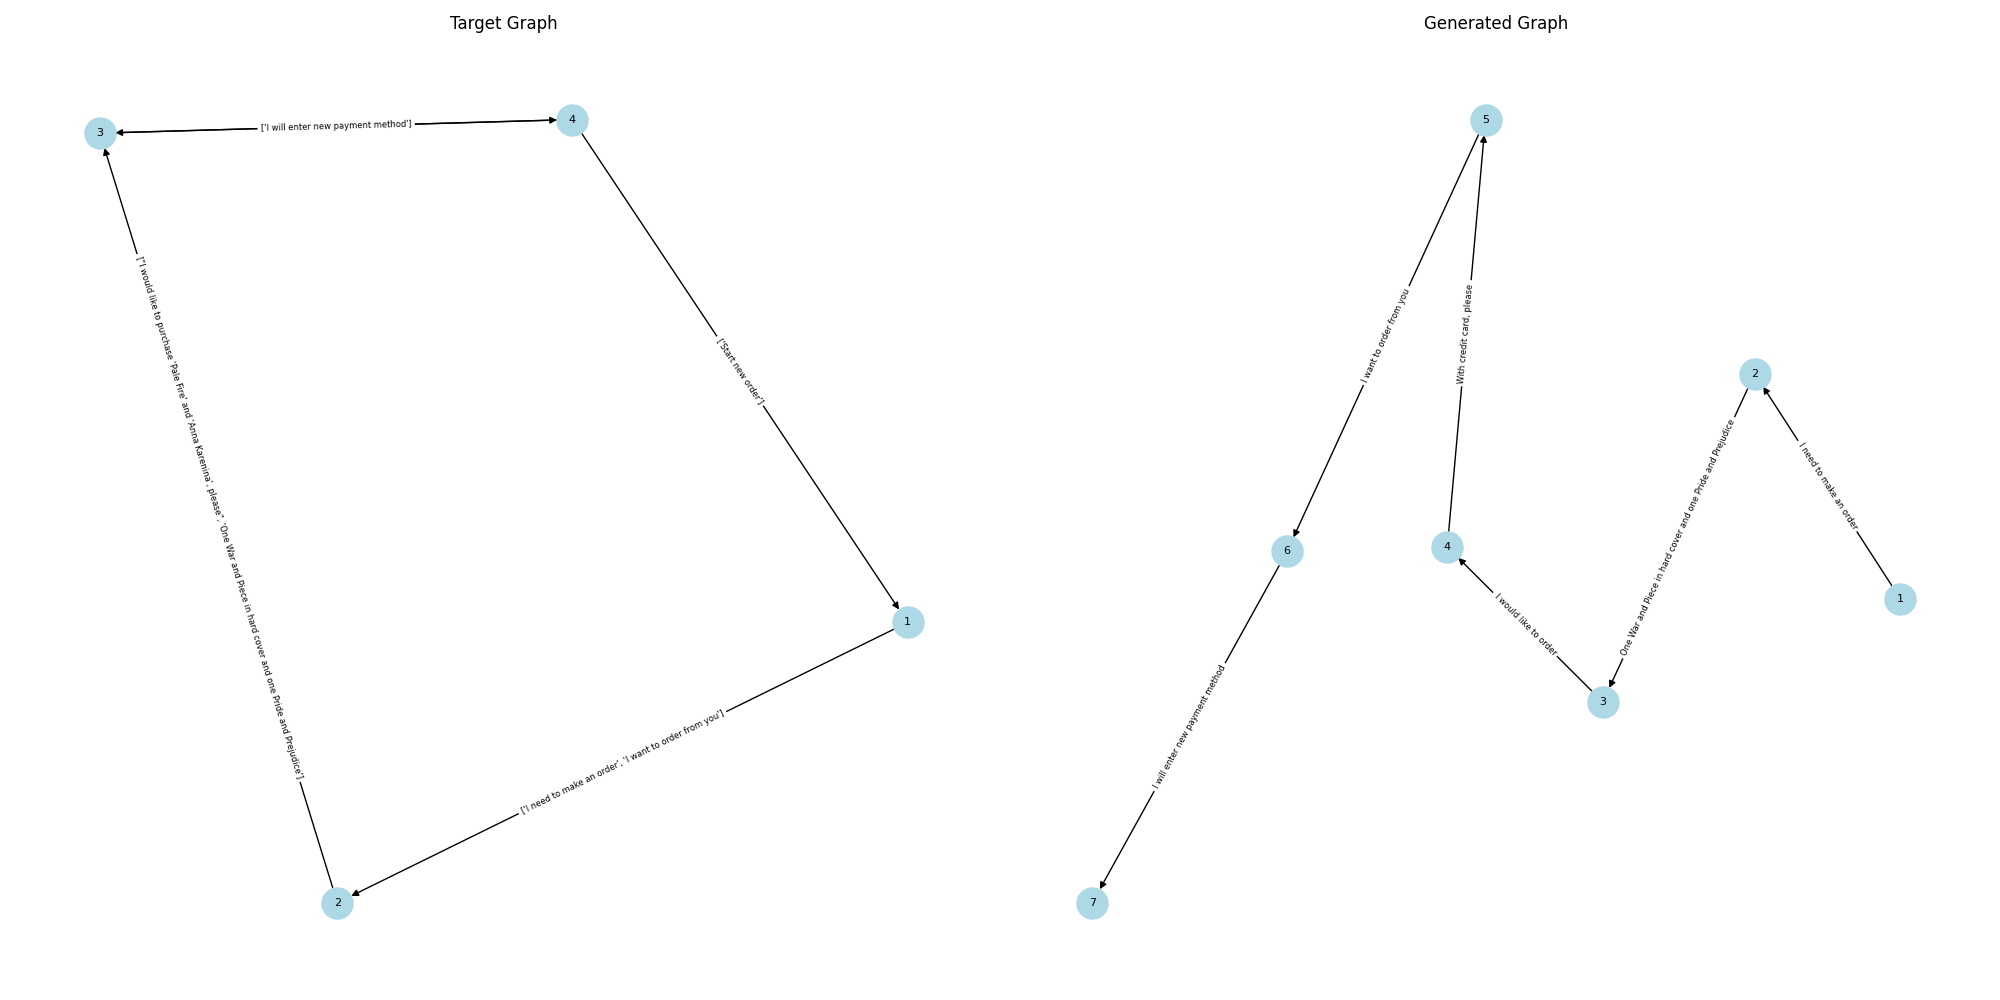 Target Graph
3
['I will enter new payment method']
4
["I would like to purchase 'Pale Fire' and 'Anna Karenina', please", 'One War and Piece in hard cover and one Pride and Prejudice']
['Start new order']
1
['I need to make an order', 'I want to order from you']
2
Generated Graph
5
I want to order from you
With credit card, please
2
I need to make an order
One War and Piece in hard cover and one Pride and Prejudice
6
4
1
I would like to order
I will enter new payment method
3
7